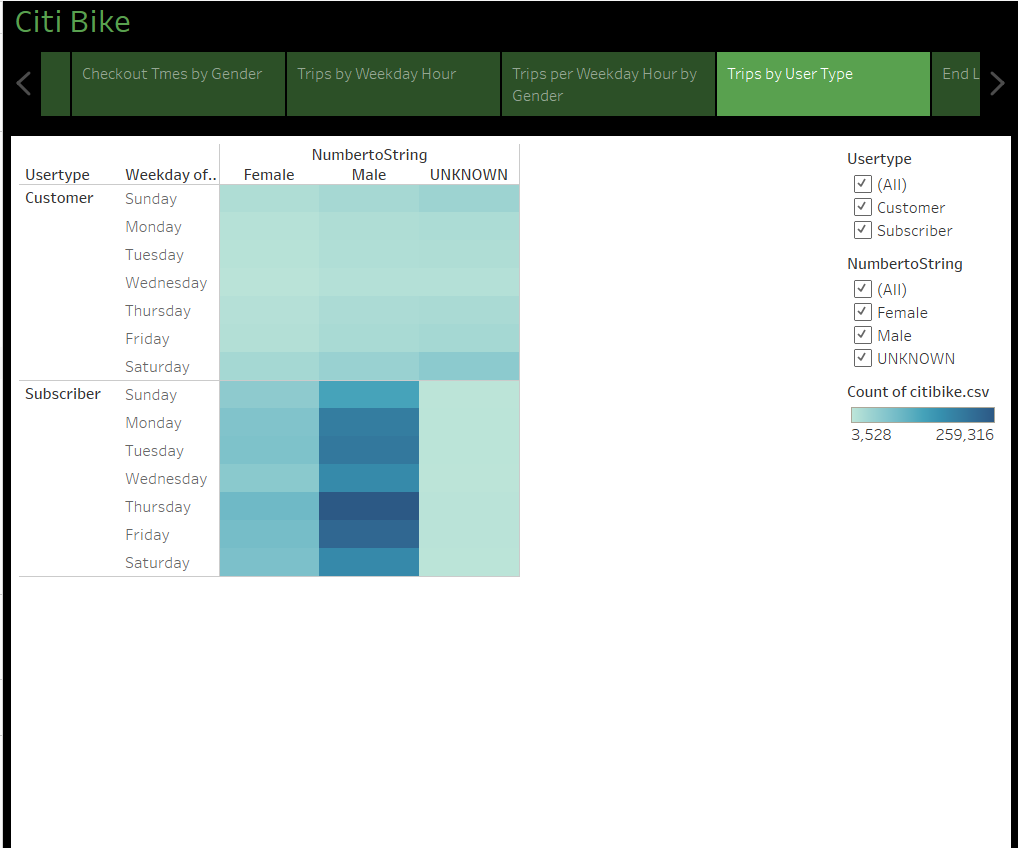 Citi Bike
Checkout Tmes by Gender
Trips by Weekday Hour
Trips per Weekday Hour by
Gender
Trips by User Type
End L
NumbertoString
Usertype
Weekday of..
Female
Male
UNKNOWN
Customer
Sunday
Monday
Tuesday
Wednesday
Thursday
Friday
Saturday
Subscriber
Sunday
Monday
Tuesday
Wednesday
Thursday
Friday
Saturday
Usertype
(All)
Customer
Subscriber
NumbertoString
(All)
Female
Male
UNKNOWN
Count of citibike.csv
3,528
259,316